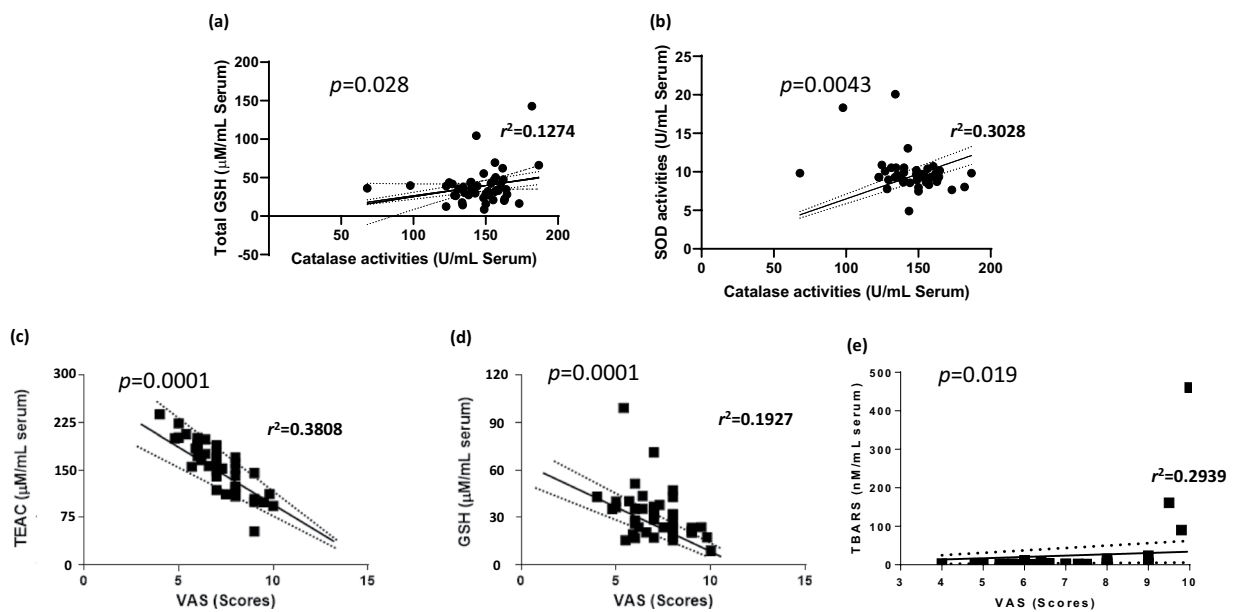 (a)
Total GSH (µM/mL Serum)
200
150
100
50
0
-50
p=0.028
r²=0.1274
50
100
150
200
Catalase activities (U/mL Serum)
(b)
SOD activities (U/mL Serum)
25
20
15
10
5
0
p=0.0043
r²=0.3028
0
50
100
150
200
Catalase activities (U/mL Serum)
(c)
TEAC (µM/mL serum)
300
225
150
75
0
p=0.0001
r²=0.3808
0
5
10
15
VAS (Scores)
(d)
GSH (µM/mL serum)
120
90
60
30
0
p=0.0001
r²=0.1927
0
5
10
15
VAS (Scores)
(e)
TBARS (nM/mL serum)
500
400
300
200
100
0
p=0.019
r²=0.2939
3
4
5
6
7
8
9
10
VAS (Scores)